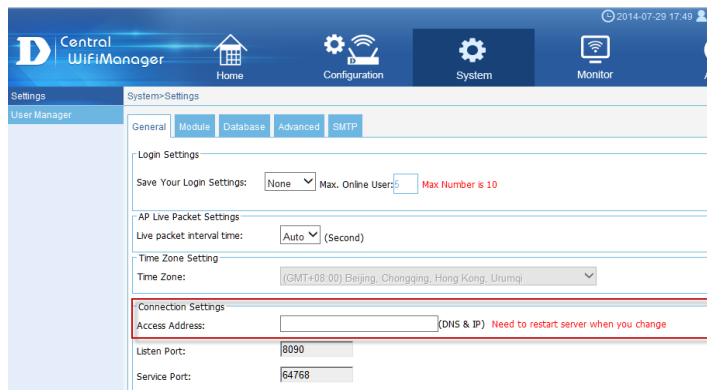 2014-07-29 17:49
D Central
WiFiManager
Home
Configuration
System
Monitor
Settings
System>Settings
User Manager
General Module Database Advanced SMTP
Login Settings
Save Your Login Settings: None Max. Online User: 5 Max Number is 10
AP Live Packet Settings
Live packet interval time: Auto (Second)
Time Zone Setting
Time Zone: (GMT+08:00) Beijing, Chongqing, Hong Kong, Urumqi
Connection Settings
Access Address: (DNS & IP) Need to restart server when you change
Listen Port: 8090
Service Port: 64768